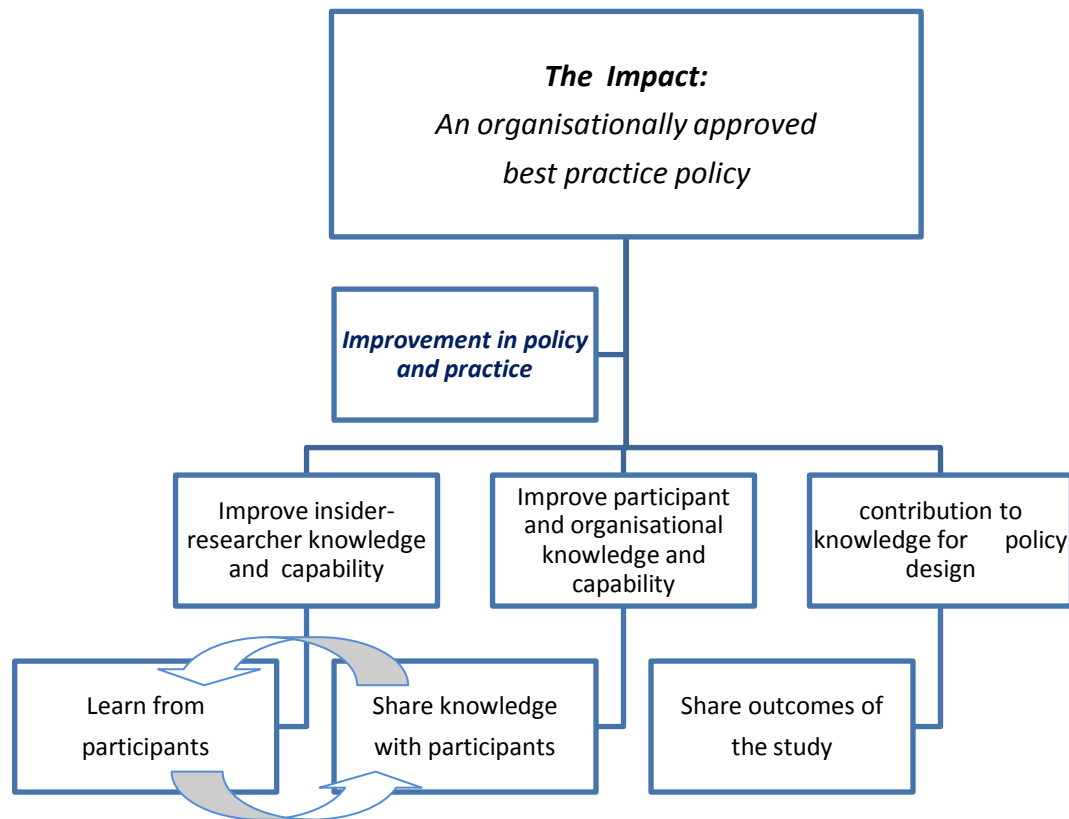 The Impact:
An organisationally approved
best practice policy
Improvement in policy
and practice
Improve insider-
researcher knowledge
and capability
Improve participant
and organisational
knowledge and
capability
contribution to
knowledge for policy
design
Learn from
participants
Share knowledge
with participants
Share outcomes of
the study